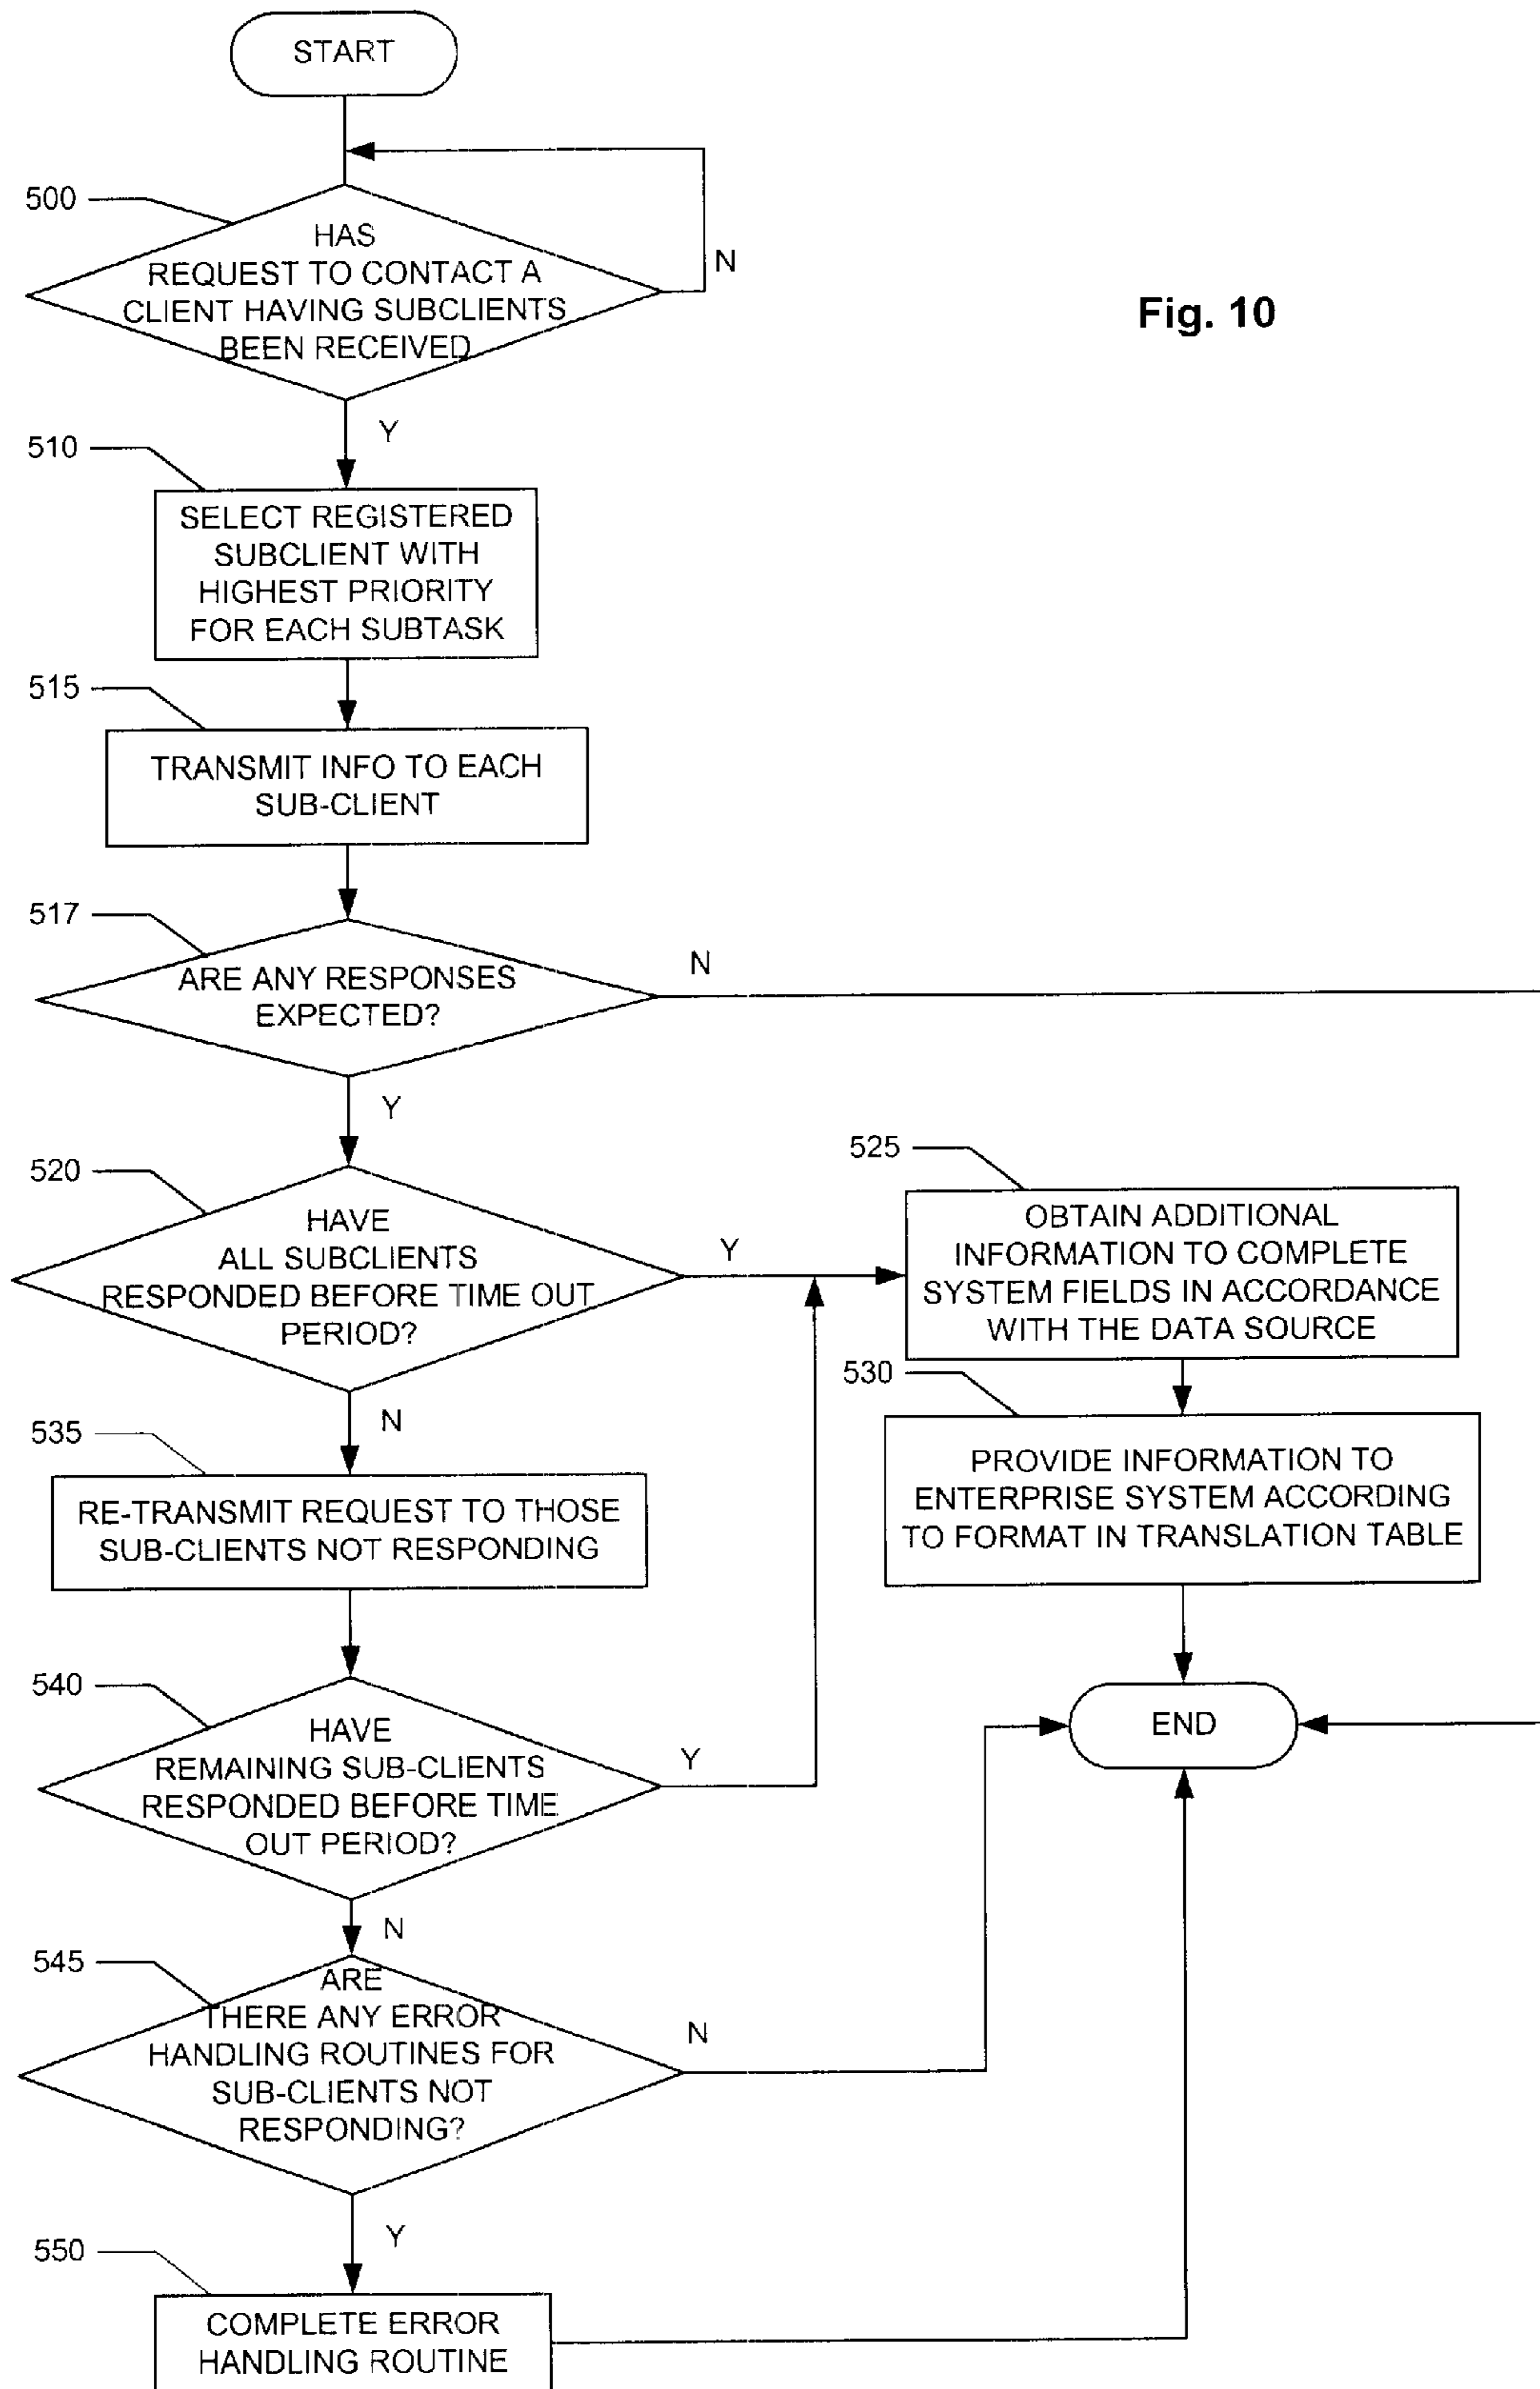 START
500
HAS
REQUEST TO CONTACT A
CLIENT HAVING SUBCLIENTS
BEEN RECEIVED
N
Fig. 10
Y
510
SELECT REGISTERED
SUBCLIENT WITH
HIGHEST PRIORITY
FOR EACH SUBTASK
515
TRANSMIT INFO TO EACH
SUB-CLIENT
517
ARE ANY RESPONSES
EXPECTED?
N
Y
520
HAVE
ALL SUBCLIENTS
RESPONDED BEFORE TIME OUT
PERIOD?
Y
525
OBTAIN ADDITIONAL
INFORMATION TO COMPLETE
SYSTEM FIELDS IN ACCORDANCE
WITH THE DATA SOURCE
530
PROVIDE INFORMATION TO
ENTERPRISE SYSTEM ACCORDING
TO FORMAT IN TRANSLATION TABLE
N
535
RE-TRANSMIT REQUEST TO THOSE
SUB-CLIENTS NOT RESPONDING
540
HAVE
REMAINING SUB-CLIENTS
RESPONDED BEFORE TIME
OUT PERIOD?
Y
END
N
545
ARE
THERE ANY ERROR
HANDLING ROUTINES FOR
SUB-CLIENTS NOT
RESPONDING?
N
Y
550
COMPLETE ERROR
HANDLING ROUTINE